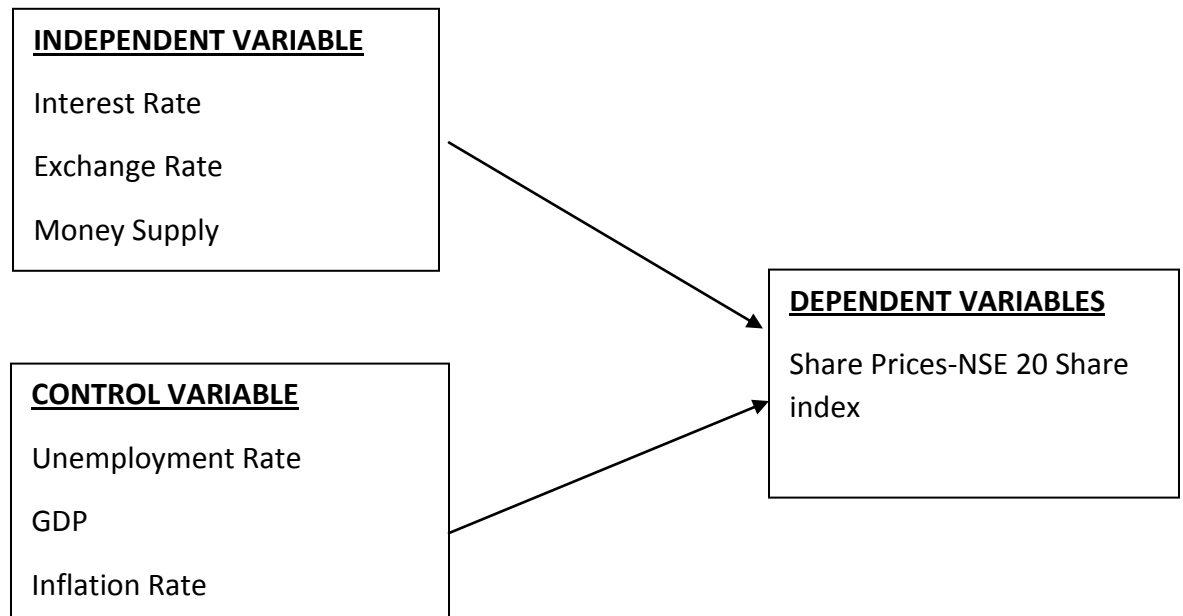 INDEPENDENT VARIABLE
Interest Rate
Exchange Rate
Money Supply
DEPENDENT VARIABLES
Share Prices-NSE 20 Share
index
CONTROL VARIABLE
Unemployment Rate
GDP
Inflation Rate